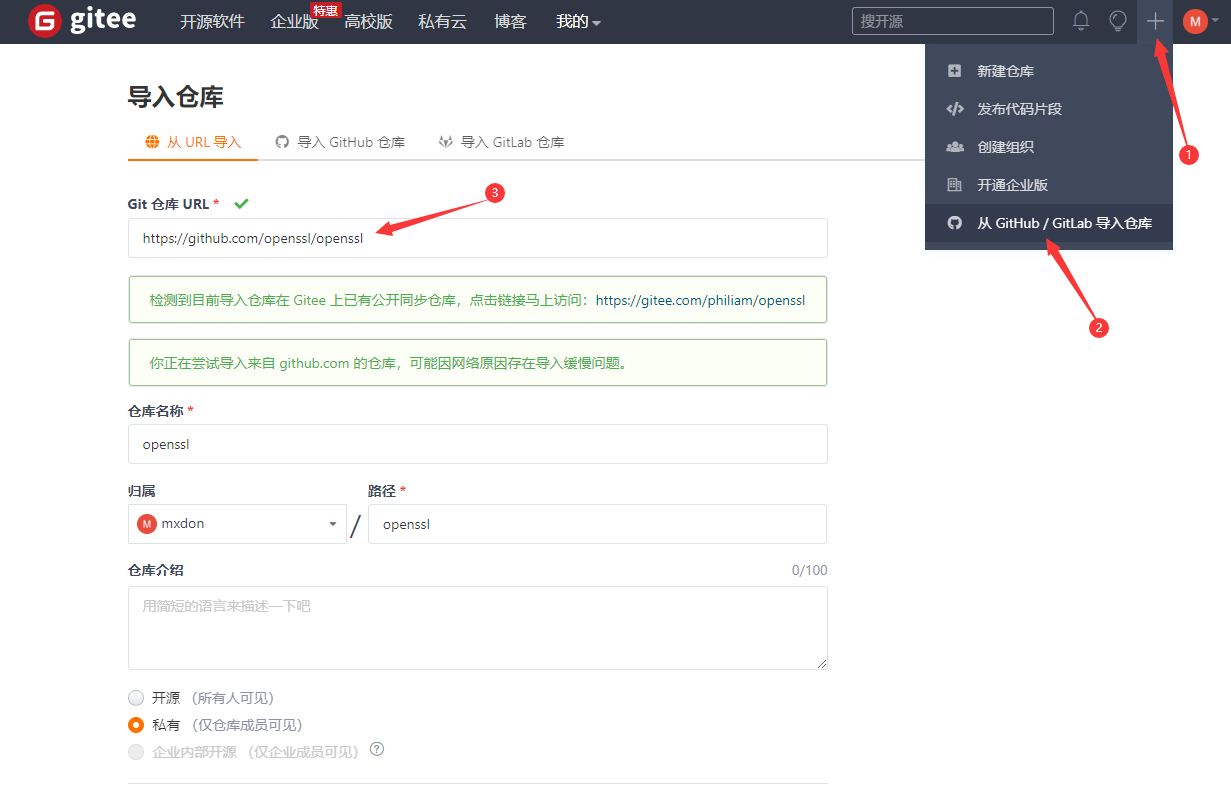 gitee 开源软件 企业版 特惠 高校版 私有云 博客 我的 搜开源 M
新建仓库
发布代码片段
创建组织
开通企业版
从 GitHub / GitLab 导入仓库
1
2
导入仓库
从 URL 导入 导入 GitHub 仓库 导入 GitLab 仓库
Git 仓库 URL *
3
https://github.com/openssl/openssl
检测到目前导入仓库在 Gitee 上已有公开同步仓库，点击链接马上访问：https://gitee.com/philiam/openssl
你正在尝试导入来自 github.com 的仓库，可能因网络原因存在导入缓慢问题。
仓库名称 *
openssl
归属 路径 *
M mxdon / openssl
仓库介绍 0/100
用简短的语言来描述一下吧
开源 （所有人可见）
私有 （仅仓库成员可见）
企业内部开源 （仅企业成员可见） ?